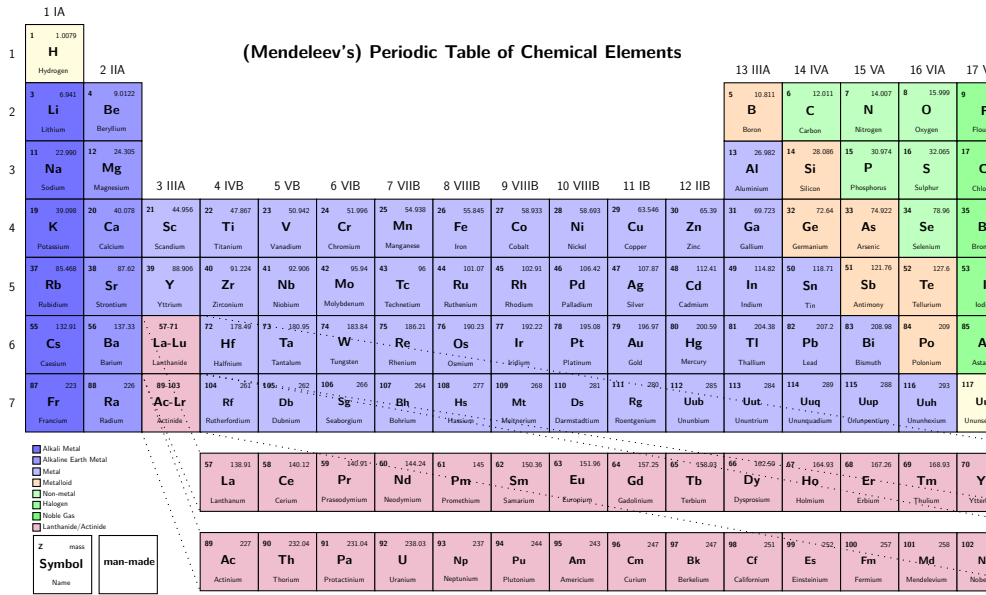 1 IA
(Mendeleev's) Periodic Table of Chemical Elements
1
1 1.0079
H
Hydrogen
2 IIA
13 IIIA 14 IVA 15 VA 16 VIA 17
2
3 6.941 4 9.0122 5 10.811 6 12.011 7 14.007 8 15.999 9
Li Be B C N O
Lithium Beryllium Boron Carbon Nitrogen Oxygen
3
11 22.990 12 24.305 13 26.982 14 28.086 15 30.974 16 32.065 17
Na Mg Al Si P S
Sodium Magnesium Aluminium Silicon Phosphorus Sulphur
3 IIIA 4 IVB 5 VB 6 VIB 7 VIIB 8 VIIIB 9 VIIIB 10 VIIIB 11 IB 12 IIB
4
19 39.098 20 40.078 21 44.956 22 47.867 23 50.942 24 51.996 25 54.938 26 55.845 27 58.933 28 58.693 29 63.546 30 65.39 31 69.723 32 72.64 33 74.922 34 78.96 35
K Ca Sc Ti V Cr Mn Fe Co Ni Cu Zn Ga Ge As Se
Potassium Calcium Scandium Titanium Vanadium Chromium Manganese Iron Cobalt Nickel Copper Zinc Gallium Germanium Arsenic Selenium
5
37 85.468 38 87.62 39 88.906 40 91.224 41 92.906 42 95.94 43 96 44 101.07 45 102.91 46 106.42 47 107.87 48 112.41 49 114.82 50 118.71 51 121.76 52 127.6 53
Rb Sr Y Zr Nb Mo Tc Ru Rh Pd Ag Cd In Sn Sb Te
Rubidium Strontium Yttrium Zirconium Niobium Molybdenum Technetium Ruthenium Rhodium Palladium Silver Cadmium Indium Tin Antimony Tellurium
6
55 132.91 56 137.33 57-71 72 178.49 73 180.95 74 183.84 75 186.21 76 190.23 77 192.22 78 195.08 79 196.97 80 200.59 81 204.38 82 207.2 83 208.98 84 209 85
Cs Ba La-Lu Hf Ta W Re Os Ir Pt Au Hg Tl Pb Bi Po
Caesium Barium Lanthanide Halfnium Tantalum Tungsten Rhenium Osmium Iridium Platinum Gold Mercury Thallium Lead Bismuth Polonium
7
87 223 88 226 89-103 104 261 105 262 106 266 107 264 108 277 109 268 110 281 111 280 112 285 113 284 114 289 115 288 116 293 117
Fr Ra Ac-Lr Rf Db Sg Bh Hs Mt Ds Rg Uub Uut Uuq Uup Uuh
Francium Radium Actinide Rutherfordium Dubnium Seaborgium Bohrium Hassium Meitnerium Darmstadtium Roentgenium Ununbium Ununtrium Ununquadium Ununpentium Ununhexium
Alkali Metal
Alkaline Earth Metal
Metal
Metalloid
Non-metal
Halogen
Noble Gas
Lanthanide/Actinide
57 138.91 58 140.12 59 140.91 60 144.24 61 145 62 150.36 63 151.96 64 157.25 65 158.93 66 162.50 67 164.93 68 167.26 69 168.93 70
La Ce Pr Nd Pm Sm Eu Gd Tb Dy Ho Er Tm
Lanthanum Cerium Praseodymium Neodymium Promethium Samarium Europium Gadolinium Terbium Dysprosium Holmium Erbium Thulium
Z mass
Symbol
Name
man-made
89 227 90 232.04 91 231.04 92 238.03 93 237 94 244 95 243 96 247 97 247 98 251 99 252 100 257 101 258 102
Ac Th Pa U Np Pu Am Cm Bk Cf Es Fm Md
Actinium Thorium Protactinium Uranium Neptunium Plutonium Americium Curium Berkelium Californium Einsteinium Fermium Mendelevium